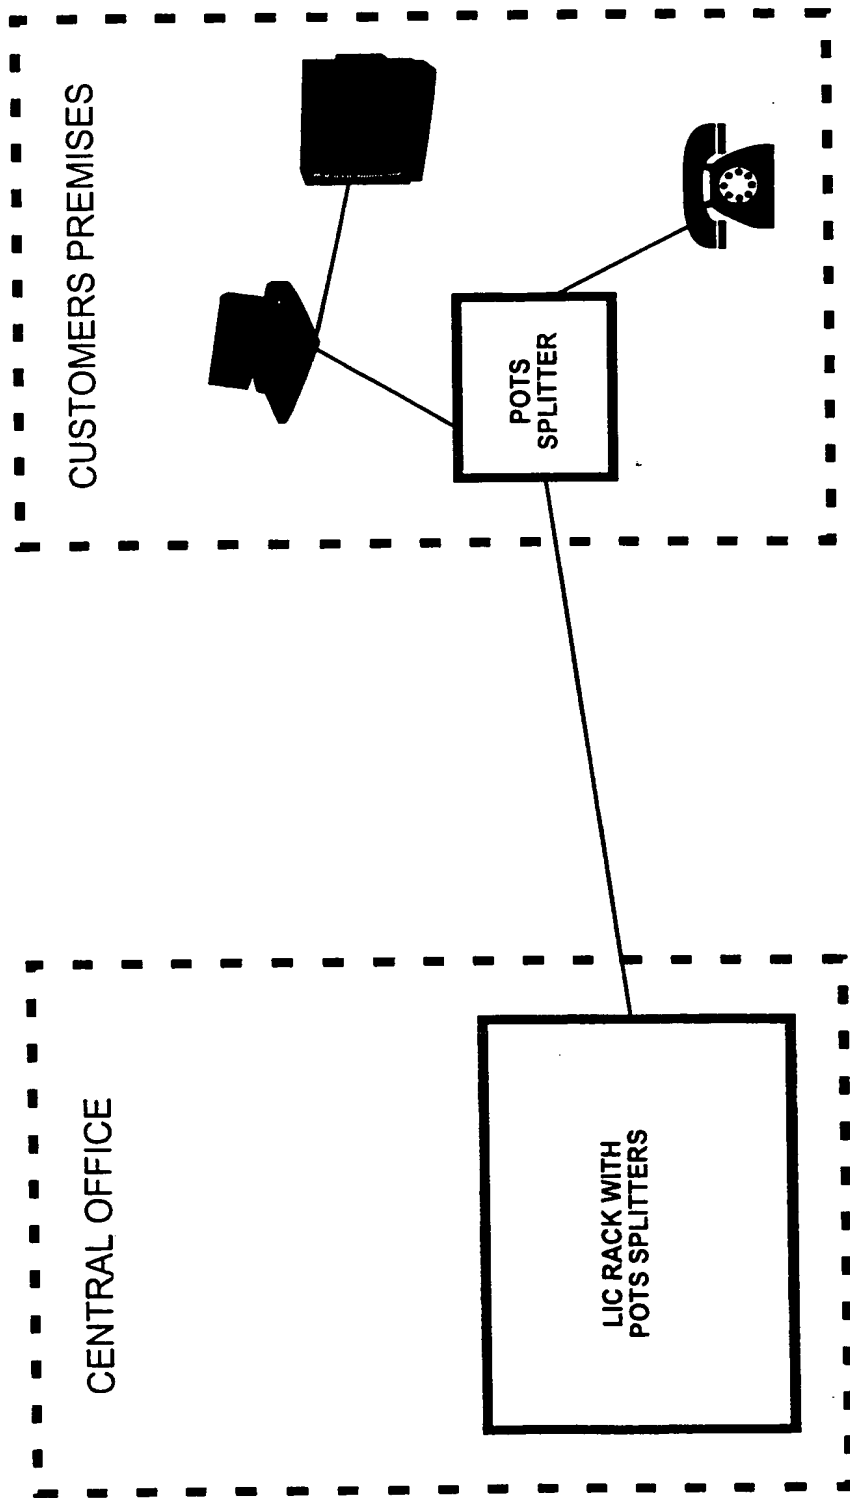 CENTRAL OFFICE
LIC RACK WITH
POTS SPLITTERS
CUSTOMERS PREMISES
POTS
SPLITTER